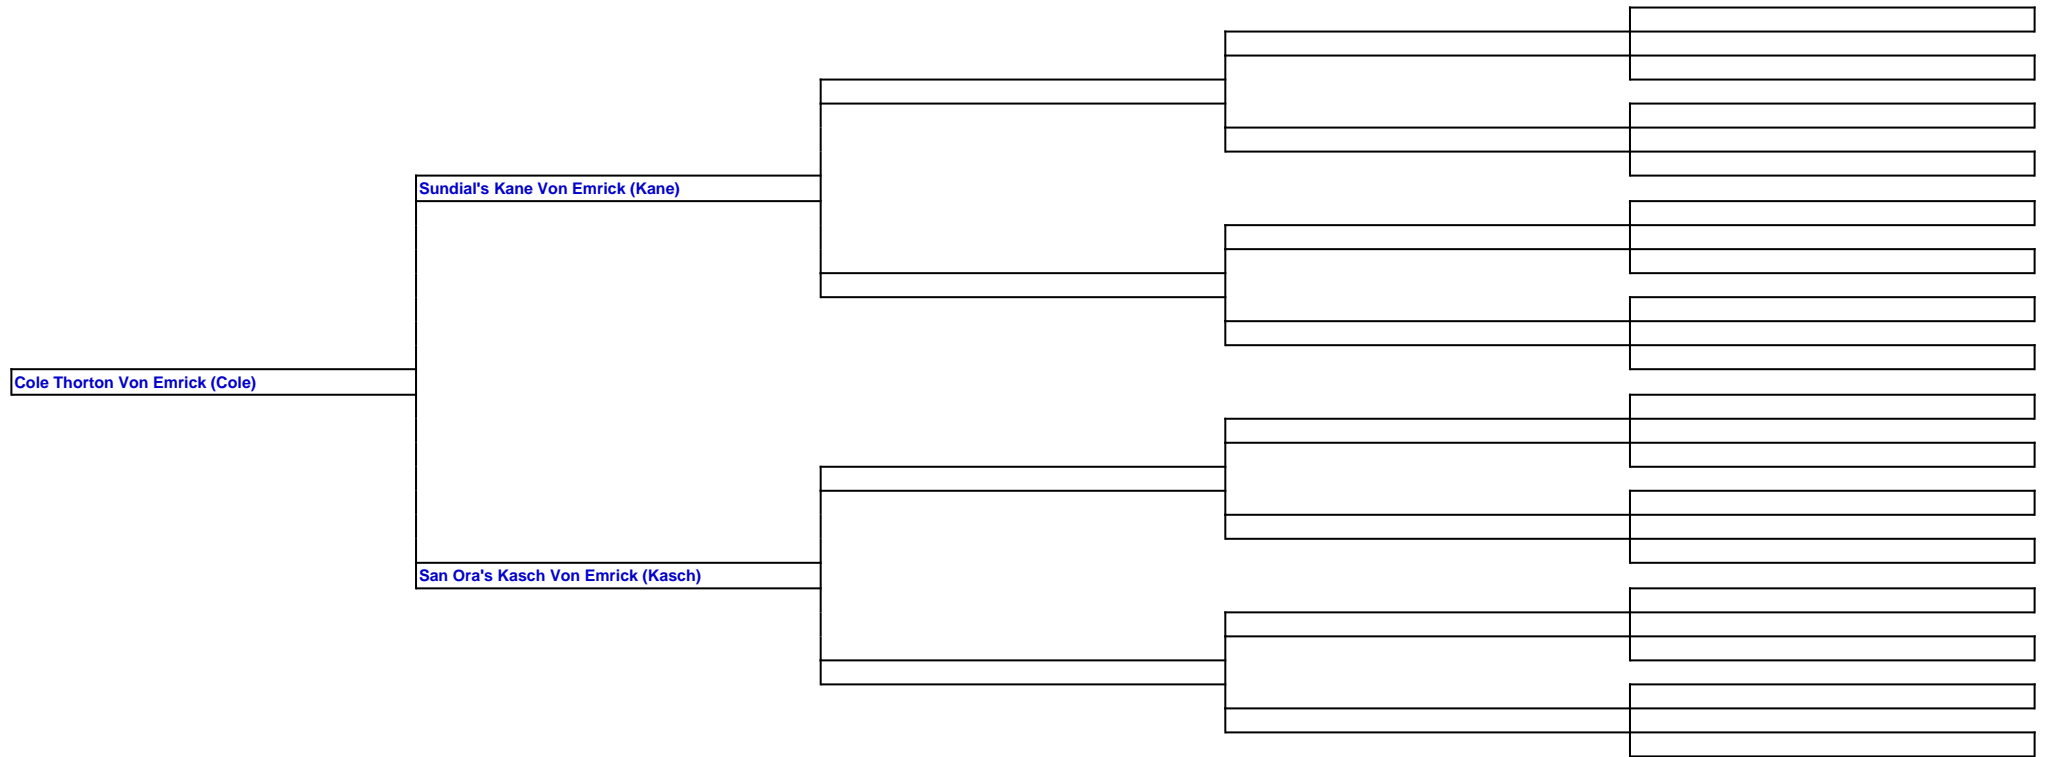 Sundial's Kane Von Emrick (Kane)
Cole Thorton Von Emrick (Cole)
San Ora's Kasch Von Emrick (Kasch)